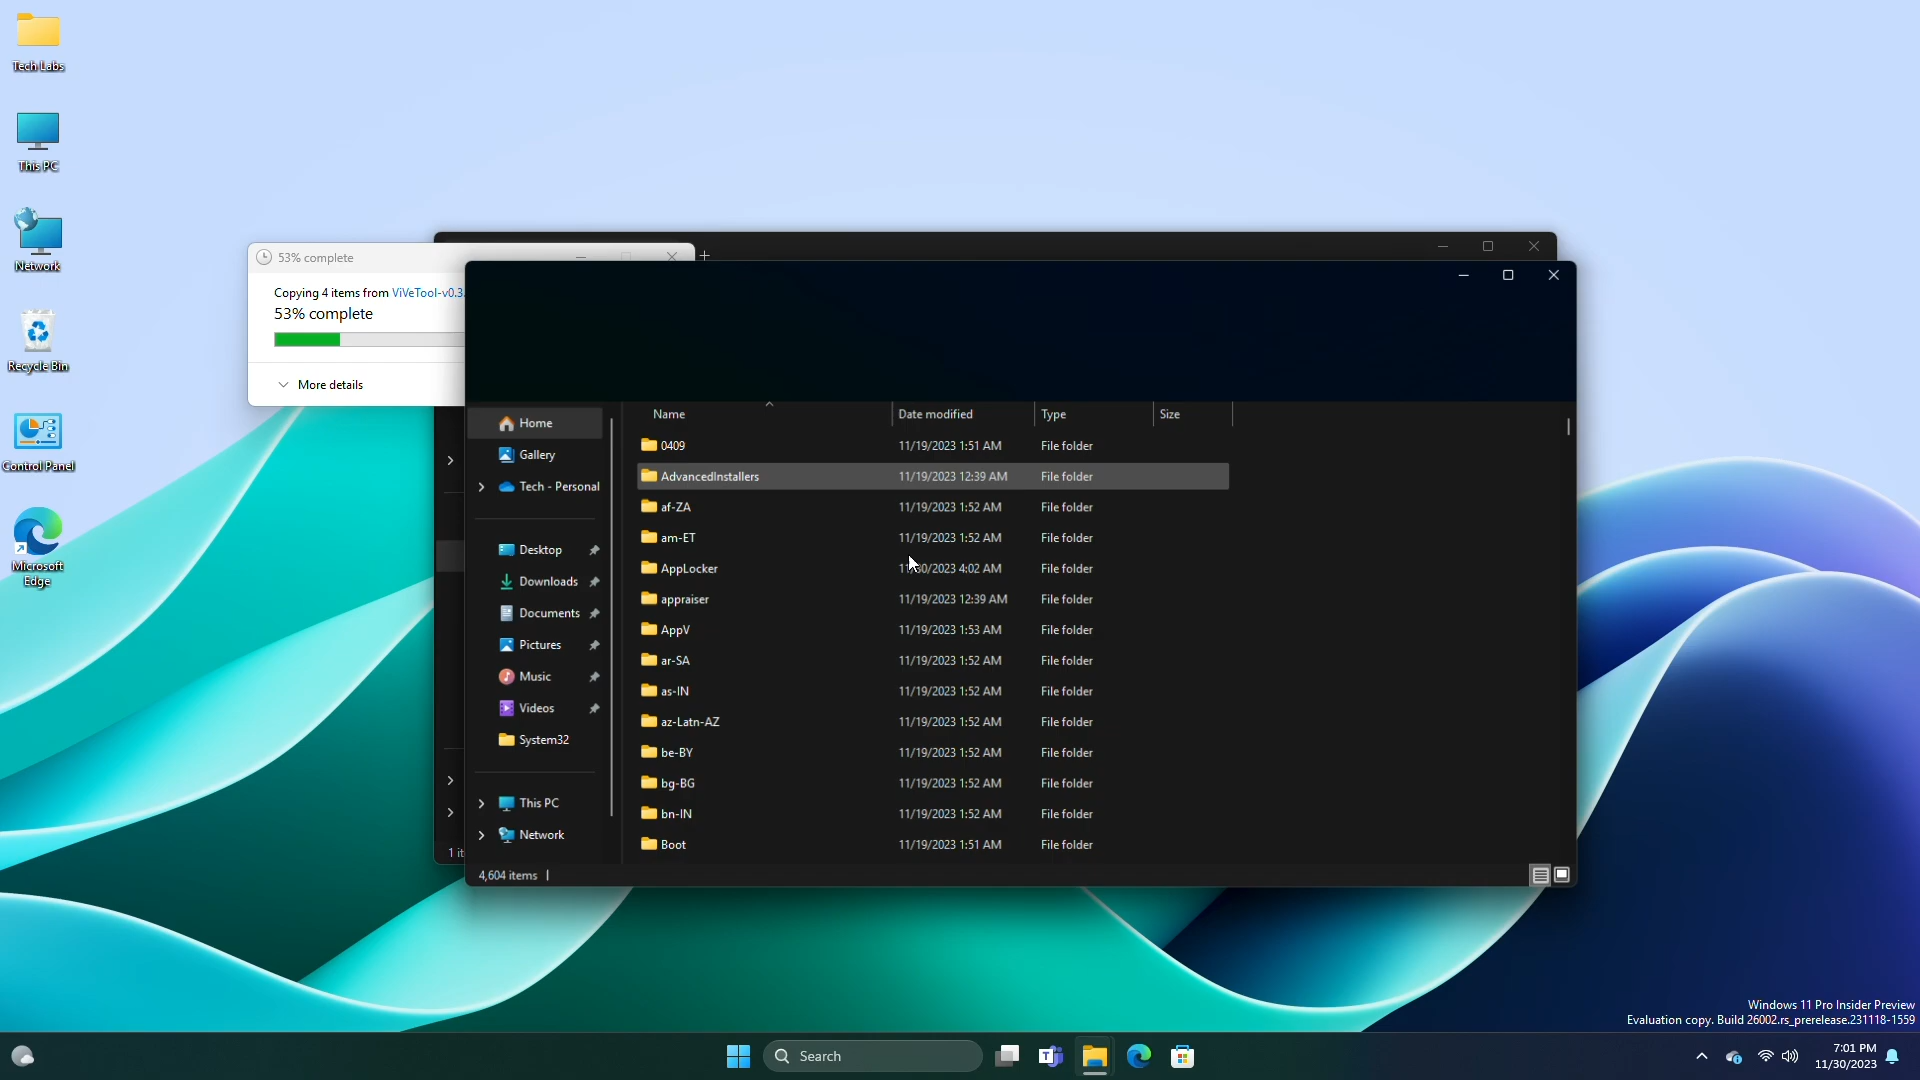 Tech Labs
This PC
Network
Recycle Bin
Control Panel
Microsoft
Edge
53% complete
Copying 4 items from ViVeTool-v0.3.
53% complete
More details
Home
Gallery
Tech - Personal
Desktop
Downloads
Documents
Pictures
Music
Videos
System32
This PC
Network
Name Date modified Type Size
0409 11/19/2023 1:51 AM File folder
AdvancedInstallers 11/19/2023 12:39 AM File folder
af-ZA 11/19/2023 1:52 AM File folder
am-ET 11/19/2023 1:52 AM File folder
AppLocker 11/30/2023 4:02 AM File folder
appraiser 11/19/2023 12:39 AM File folder
AppV 11/19/2023 1:53 AM File folder
ar-SA 11/19/2023 1:52 AM File folder
as-IN 11/19/2023 1:52 AM File folder
az-Latn-AZ 11/19/2023 1:52 AM File folder
be-BY 11/19/2023 1:52 AM File folder
bg-BG 11/19/2023 1:52 AM File folder
bn-IN 11/19/2023 1:52 AM File folder
Boot 11/19/2023 1:51 AM File folder
1 it
4,604 items
Windows 11 Pro Insider Preview
Evaluation copy. Build 26002.rs_prerelease.231118-1559
Search
7:01 PM
11/30/2023